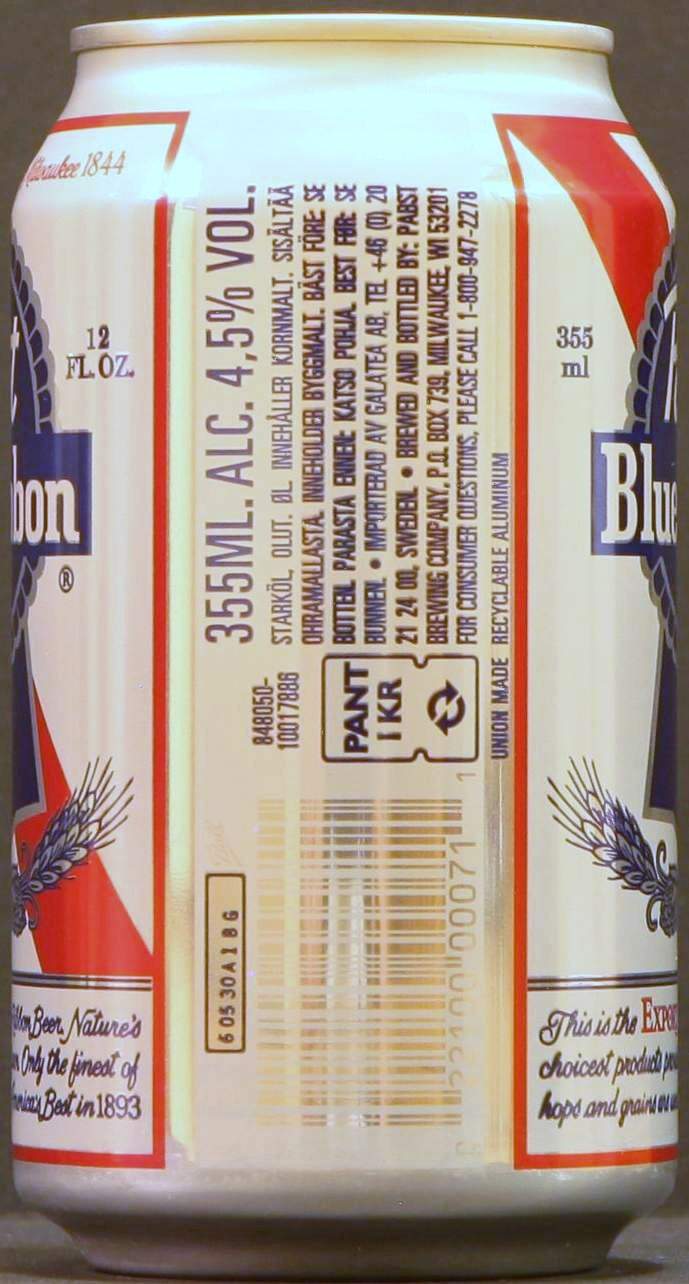 Milwaukee 1844
12
FL. OZ.
bon
®
Beer, Nature's
Only the finest of
Best in 1893
355ML. ALC. 4,5% VOL.
STARKÖL, OLUT. ØL. INNEHÅLLER KORNMALT. SISÄLTÄÄ
OHRAMALLASTA. INNEHOLDER BYGGMALT. BÄST FÖRE: SE
BOTTEN. PARASTA ENNEN: KATSO POHJA. BEST FØR: SE
BUNNEN. • IMPORTERAD AV GALATEA AB, TEL +46 (0) 20
21 24 00, SWEDEN. • BREWED AND BOTTLED BY: PABST
BREWING COMPANY, P.O. BOX 739, MILWAUKEE, WI 53201
FOR CONSUMER QUESTIONS, PLEASE CALL 1-800-947-2278
UNION MADE RECYCLABLE ALUMINUM
848050-
10017886
PANT
1 KR
00071 1
6 05 30 A 1 8 G
355
ml
Blue
This is the EXPO
choicest products
hops and grains are